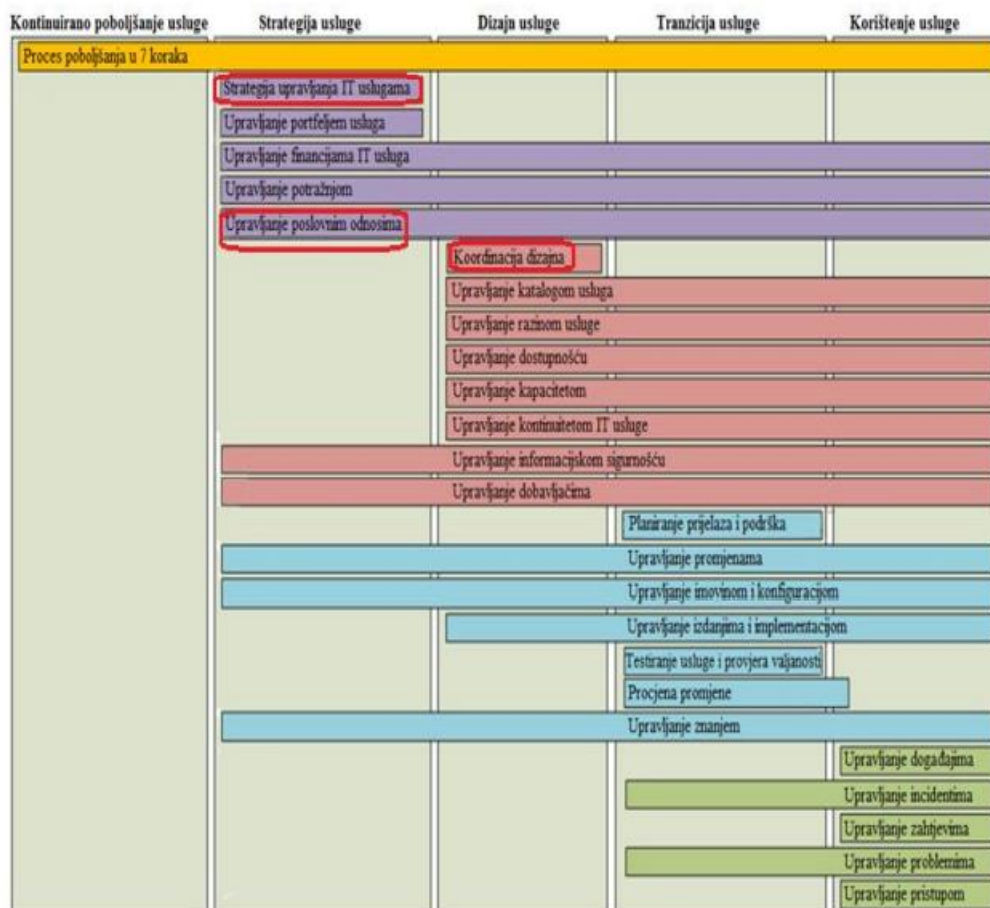 Kontinuirano poboljšanje usluge
Strategija usluge
Dizajn usluge
Tranzicija usluge
Korištenje usluge
Proces poboljšanja u 7 koraka
Strategija upravljanja IT uslugama
Upravljanje portfeljem usluga
Upravljanje financijama IT usluga
Upravljanje potražnjom
Upravljanje poslovnim odnosima
Koordinacija dizajna
Upravljanje katalogom usluga
Upravljanje razinom usluge
Upravljanje dostupnošću
Upravljanje kapacitetom
Upravljanje kontinuitetom IT usluge
Upravljanje informacijskom sigurnošću
Upravljanje dobavljačima
Planiranje prijelaza i podrška
Upravljanje promjenama
Upravljanje imovinom i konfiguracijom
Upravljanje izdanjima i implementacijom
Testiranje usluge i provjera valjanosti
Procjena promjene
Upravljanje znanjem
Upravljanje događajima
Upravljanje incidentima
Upravljanje zahtjevima
Upravljanje problemima
Upravljanje pristupom